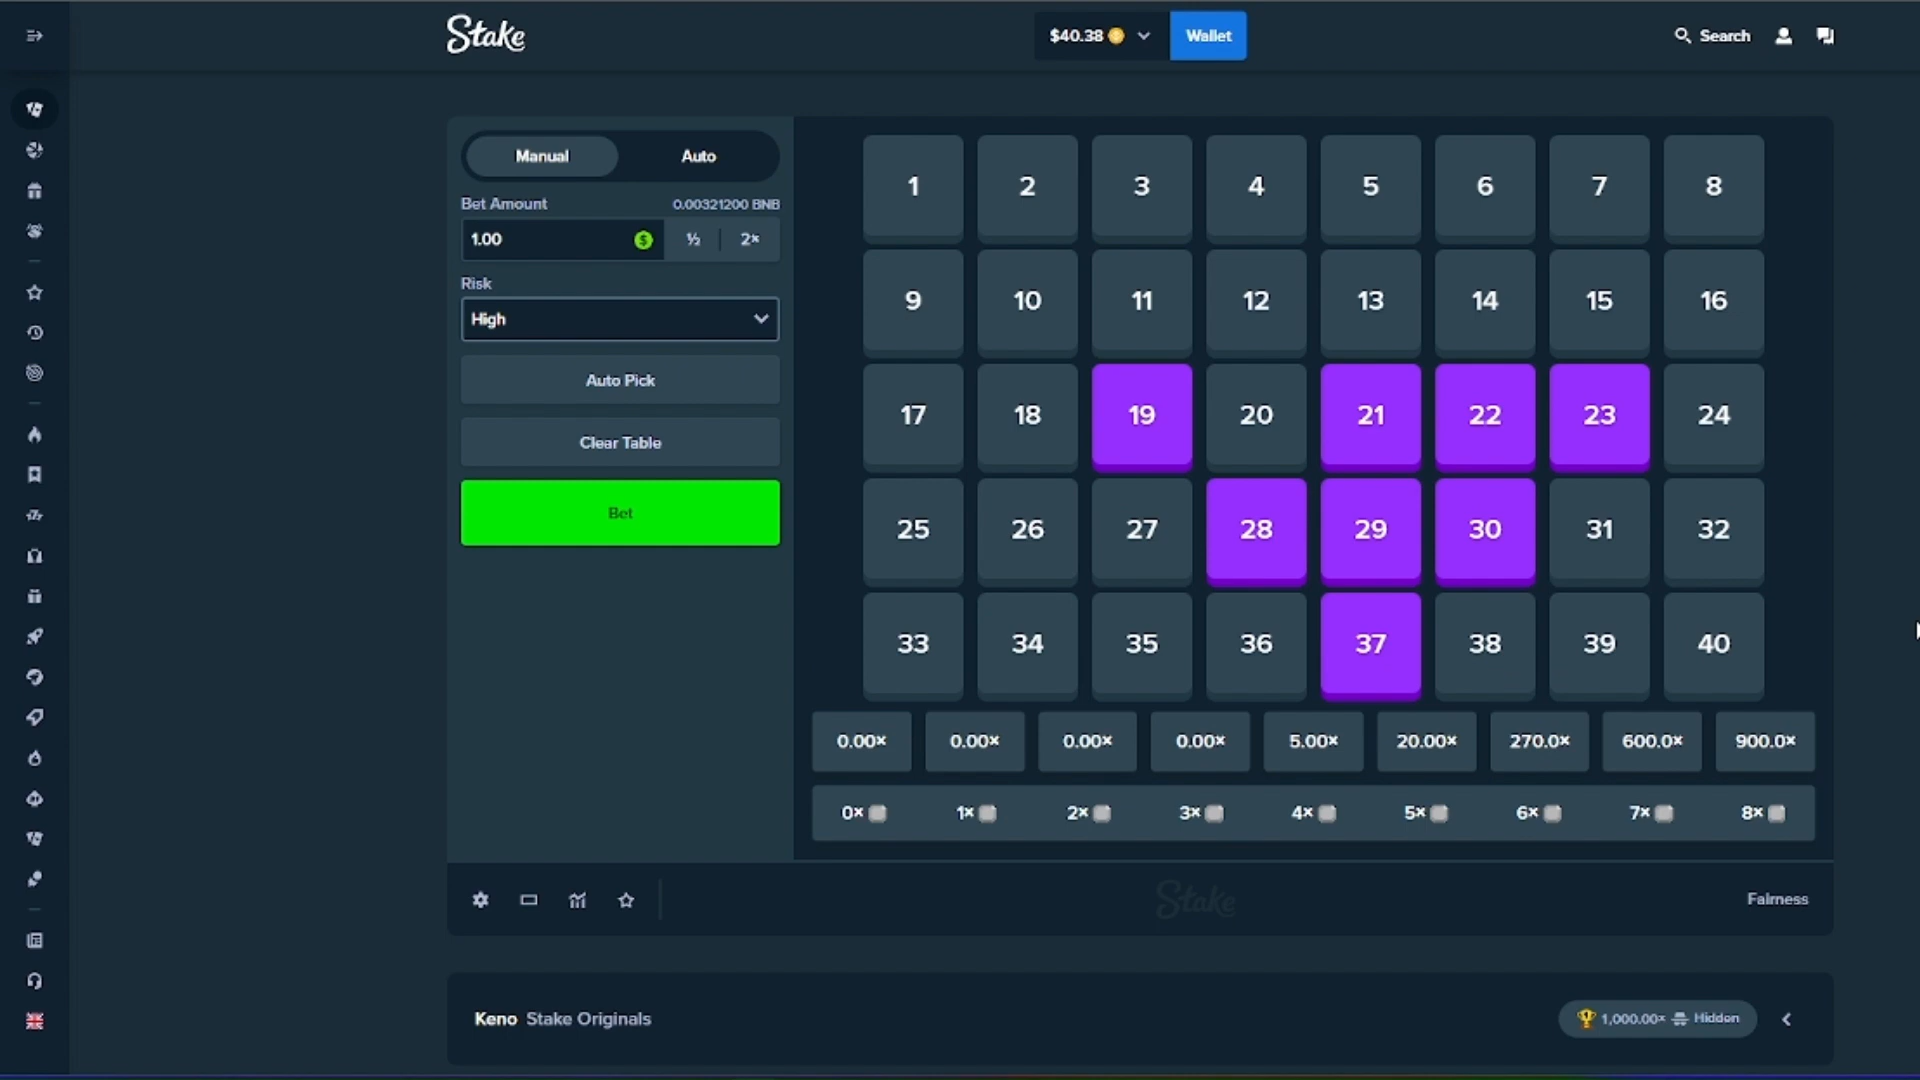 Stake
$40.38
Wallet
Search
Manual
Auto
Bet Amount
0.00321200 BNB
1.00
½
2×
Risk
High
Auto Pick
Clear Table
Bet
1 2 3 4 5 6 7 8
9 10 11 12 13 14 15 16
17 18 19 20 21 22 23 24
25 26 27 28 29 30 31 32
33 34 35 36 37 38 39 40
0.00× 0.00× 0.00× 0.00× 5.00× 20.00× 270.0× 600.0× 900.0×
0× 1× 2× 3× 4× 5× 6× 7× 8×
Stake
Fairness
Keno Stake Originals
1,000.00× Hidden